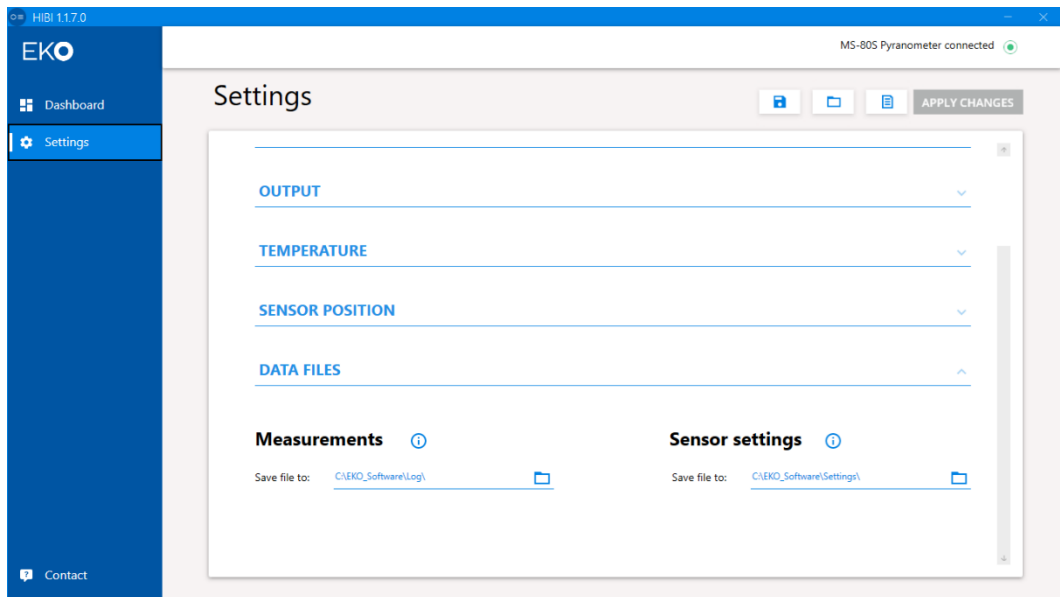 HIBI 1.1.7.0
EKO
MS-80S Pyranometer connected
Dashboard
Settings
Settings
APPLY CHANGES
OUTPUT
TEMPERATURE
SENSOR POSITION
DATA FILES
Measurements
Sensor settings
Save file to: C:\EKO_Software\Log\
Save file to: C:\EKO_Software\Settings\
Contact